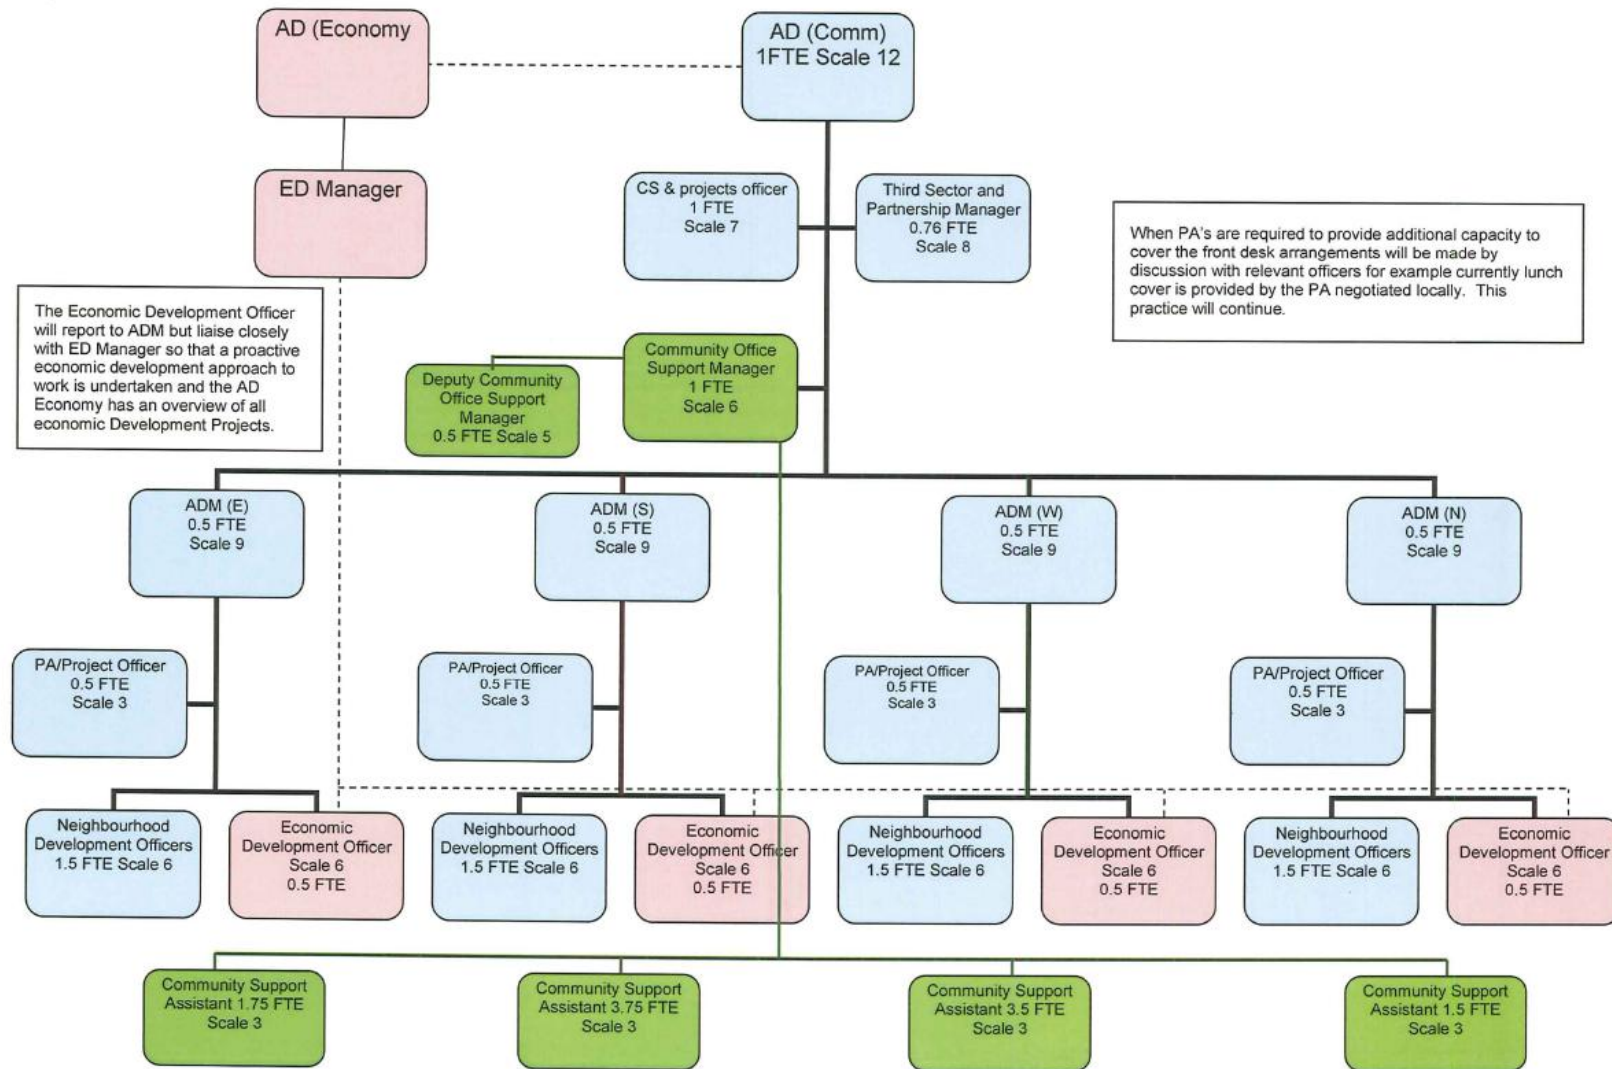 AD (Economy
AD (Comm)
1FTE Scale 12
ED Manager
CS & projects officer
1 FTE
Scale 7
Third Sector and
Partnership Manager
0.76 FTE
Scale 8
When PA's are required to provide additional capacity to
cover the front desk arrangements will be made by
discussion with relevant officers for example currently lunch
cover is provided by the PA negotiated locally. This
practice will continue.
The Economic Development Officer
will report to ADM but liaise closely
with ED Manager so that a proactive
economic development approach to
work is undertaken and the AD
Economy has an overview of all
economic Development Projects.
Deputy Community
Office Support
Manager
0.5 FTE Scale 5
Community Office
Support Manager
1 FTE
Scale 6
ADM (E)
0.5 FTE
Scale 9
ADM (S)
0.5 FTE
Scale 9
ADM (W)
0.5 FTE
Scale 9
ADM (N)
0.5 FTE
Scale 9
PA/Project Officer
0.5 FTE
Scale 3
PA/Project Officer
0.5 FTE
Scale 3
PA/Project Officer
0.5 FTE
Scale 3
PA/Project Officer
0.5 FTE
Scale 3
Neighbourhood
Development Officers
1.5 FTE Scale 6
Economic
Development Officer
Scale 6
0.5 FTE
Neighbourhood
Development Officers
1.5 FTE Scale 6
Economic
Development Officer
Scale 6
0.5 FTE
Neighbourhood
Development Officers
1.5 FTE Scale 6
Economic
Development Officer
Scale 6
0.5 FTE
Neighbourhood
Development Officers
1.5 FTE Scale 6
Economic
Development Officer
Scale 6
0.5 FTE
Community Support
Assistant 1.75 FTE
Scale 3
Community Support
Assistant 3.75 FTE
Scale 3
Community Support
Assistant 3.5 FTE
Scale 3
Community Support
Assistant 1.5 FTE
Scale 3